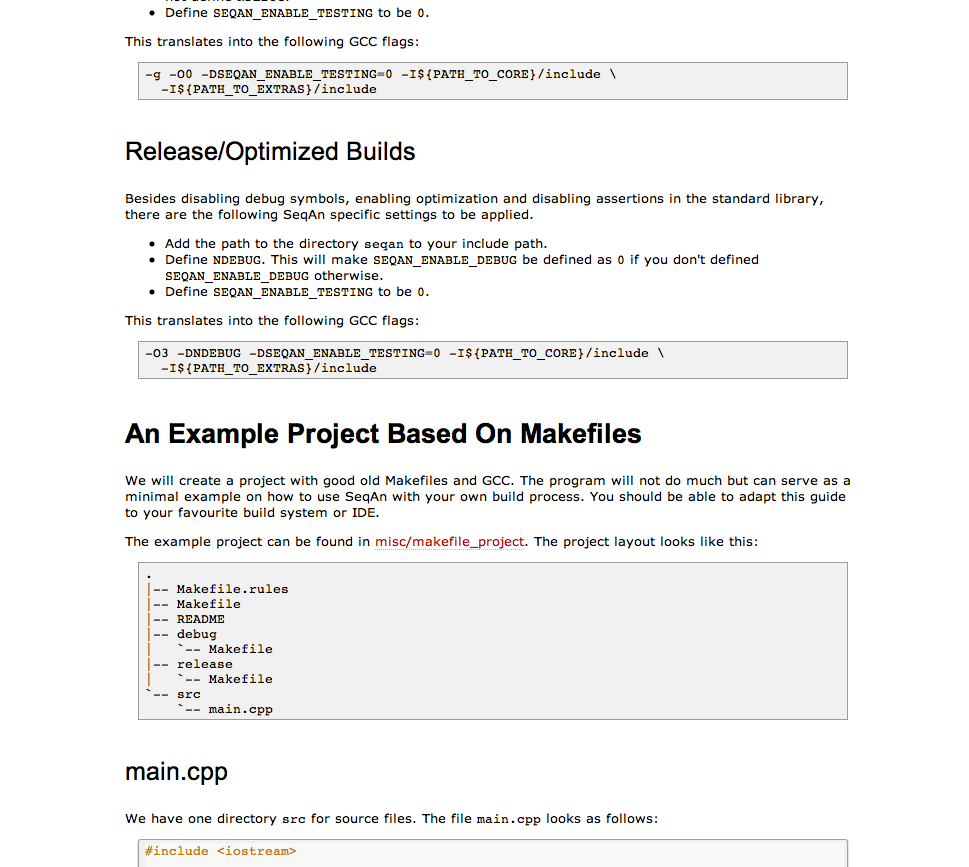 • Define SEQAN_ENABLE_TESTING to be 0.
This translates into the following GCC flags:
-g -O0 -DSEQAN_ENABLE_TESTING=0 -I${PATH_TO_CORE}/include \
  -I${PATH_TO_EXTRAS}/include
Release/Optimized Builds
Besides disabling debug symbols, enabling optimization and disabling assertions in the standard library,
there are the following SeqAn specific settings to be applied.
• Add the path to the directory seqan to your include path.
• Define NDEBUG. This will make SEQAN_ENABLE_DEBUG be defined as 0 if you don't defined
SEQAN_ENABLE_DEBUG otherwise.
• Define SEQAN_ENABLE_TESTING to be 0.
This translates into the following GCC flags:
-O3 -DNDEBUG -DSEQAN_ENABLE_TESTING=0 -I${PATH_TO_CORE}/include \
  -I${PATH_TO_EXTRAS}/include
An Example Project Based On Makefiles
We will create a project with good old Makefiles and GCC. The program will not do much but can serve as a
minimal example on how to use SeqAn with your own build process. You should be able to adapt this guide
to your favourite build system or IDE.
The example project can be found in misc/makefile_project. The project layout looks like this:
.
|-- Makefile.rules
|-- Makefile
|-- README
|-- debug
|   `-- Makefile
|-- release
|   `-- Makefile
`-- src
    `-- main.cpp
main.cpp
We have one directory src for source files. The file main.cpp looks as follows:
#include <iostream>